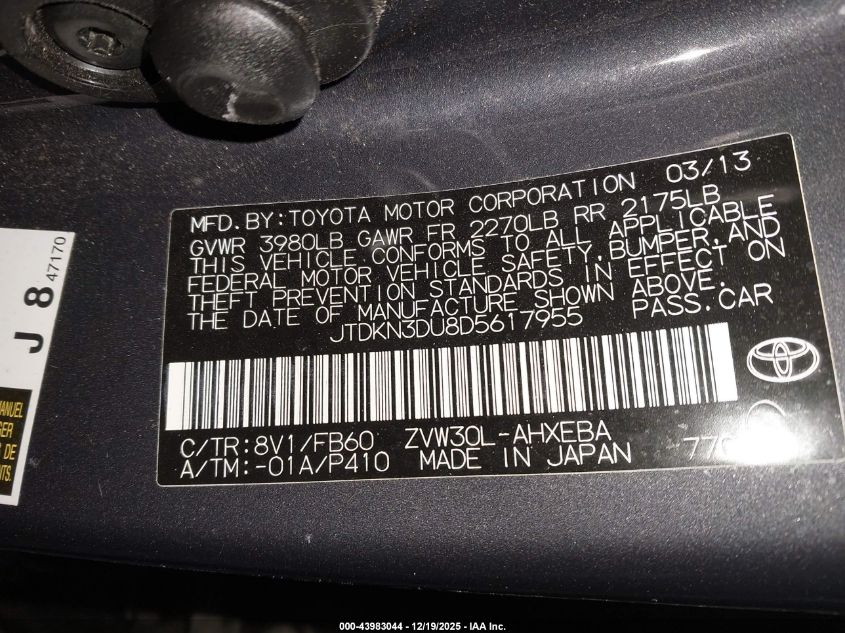 MFD.BY:TOYOTA MOTOR CORPORATION 03/13
GVWR 3980LB GAWR FR 2270LB RR 2175LB
THIS VEHICLE CONFORMS TO ALL APPLICABLE
FEDERAL MOTOR VEHICLE SAFETY,BUMPER,AND
THEFT PREVENTION STANDARDS IN EFFECT ON
THE DATE OF MANUFACTURE SHOWN ABOVE.
JTDKN3DU8D5617955 PASS.CAR
C/TR:8V1/FB60 ZVW30L-AHXEBA
A/TM:-01A/P410 MADE IN JAPAN
J 8
47170
MANUEL
DE
000-43983044 - 12/19/2025 - IAA Inc.